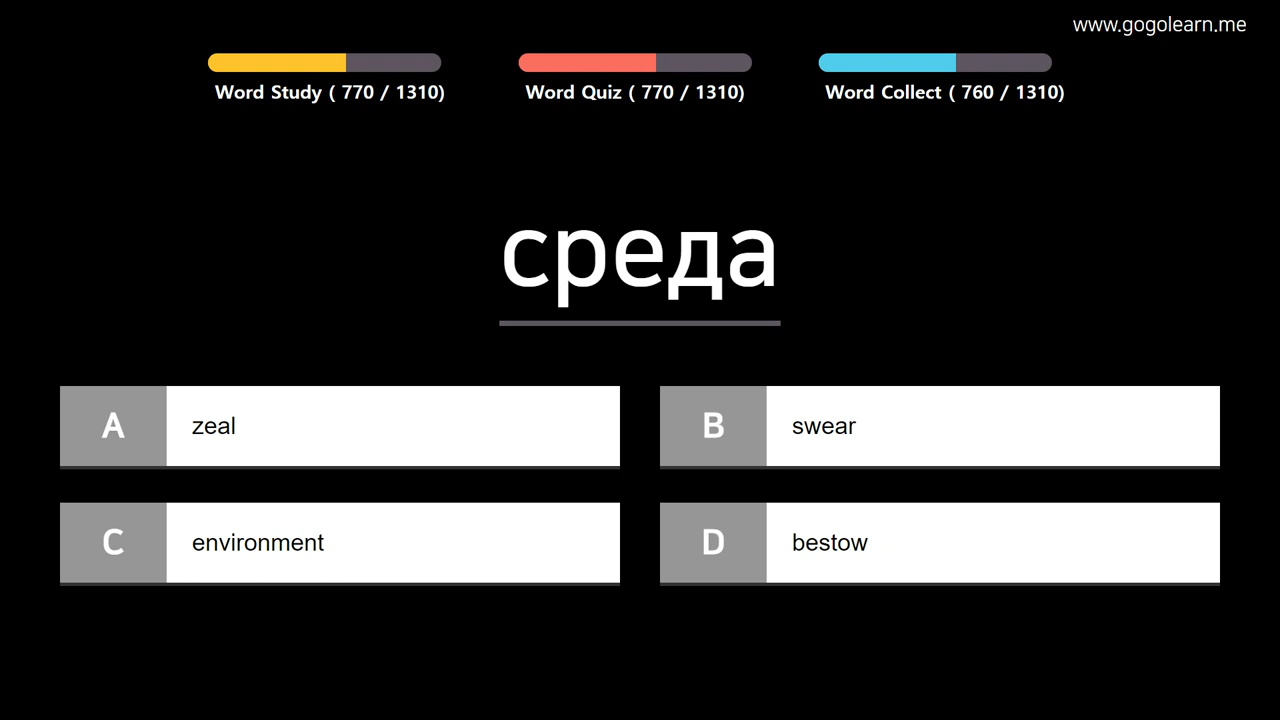 www.gogolearn.me
Word Study ( 770 / 1310)
Word Quiz ( 770 / 1310)
Word Collect ( 760 / 1310)
среда
A zeal
B swear
C environment
D bestow